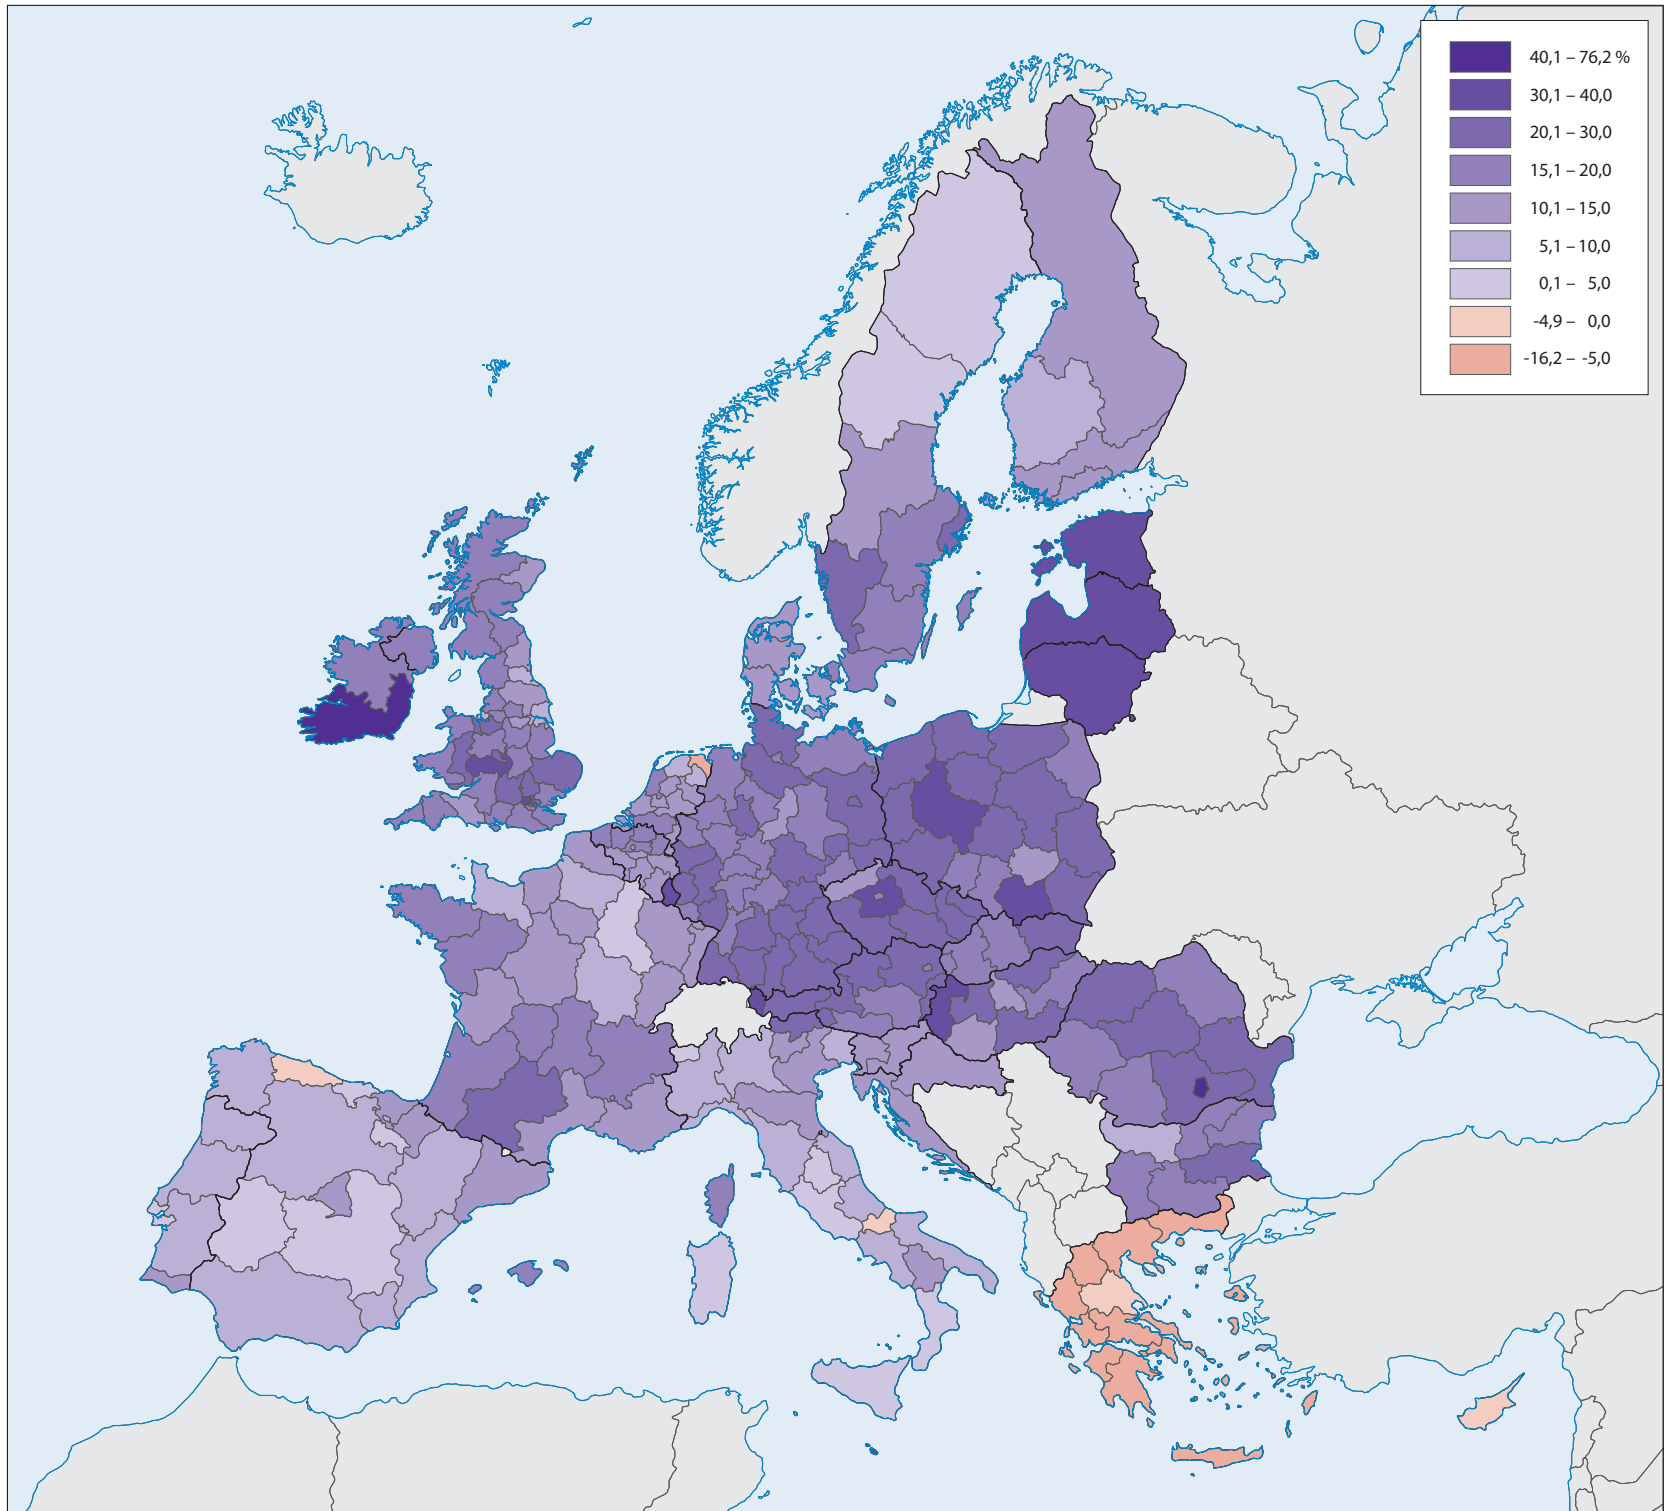 40,1 – 76,2 %
30,1 – 40,0
20,1 – 30,0
15,1 – 20,0
10,1 – 15,0
5,1 – 10,0
0,1 – 5,0
-4,9 – 0,0
-16,2 – -5,0